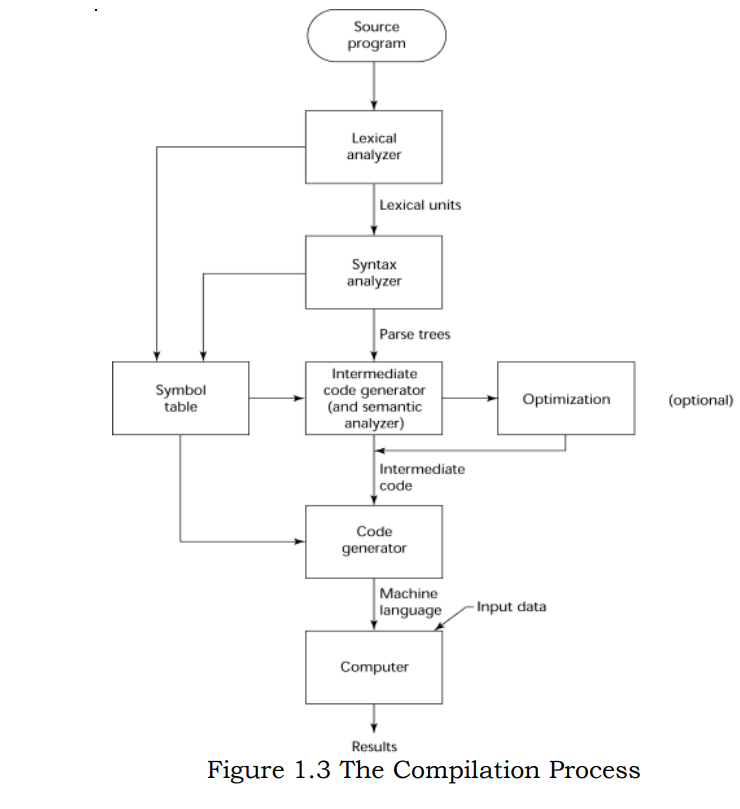 Source
program
Lexical
analyzer
Lexical units
Syntax
analyzer
Parse trees
Symbol
table
Intermediate
code generator
(and semantic
analyzer)
Optimization
(optional)
Intermediate
code
Code
generator
Machine
language
Input data
Computer
Results
Figure 1.3 The Compilation Process